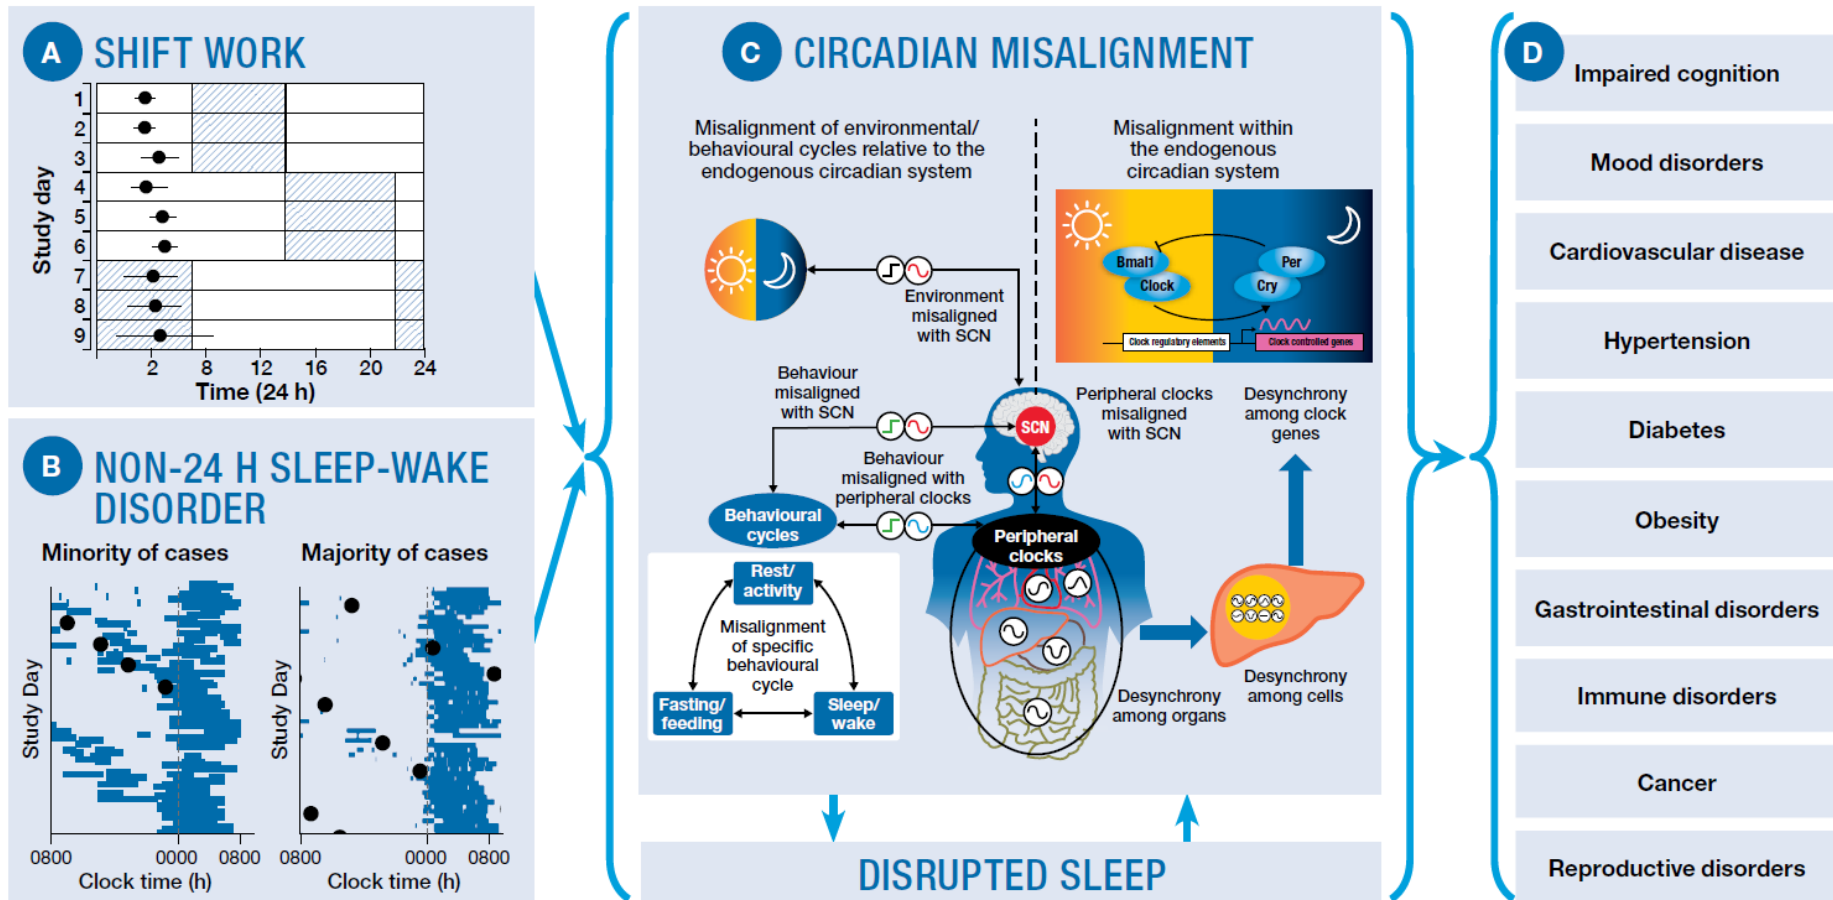 A SHIFT WORK
Study day
1
2
3
4
5
6
7
8
9
2 8 12 16 20 24
Time (24 h)
B NON-24 H SLEEP-WAKE
DISORDER
Minority of cases
Study Day
0800 0000 0800
Clock time (h)
Majority of cases
Study Day
0800 0000 0800
Clock time (h)
C CIRCADIAN MISALIGNMENT
Misalignment of environmental/
behavioural cycles relative to the
endogenous circadian system
Environment
misaligned
with SCN
Behaviour
misaligned
with SCN
SCN
Behaviour
misaligned with
peripheral clocks
Behavioural
cycles
Peripheral
clocks
Rest/
activity
Misalignment
of specific
behavioural
cycle
Fasting/
feeding
Sleep/
wake
Misalignment within
the endogenous
circadian system
Bmal1
Clock
Per
Cry
Clock regulatory elements
Clock controlled genes
Peripheral clocks
misaligned
with SCN
Desynchrony
among clock
genes
Desynchrony
among organs
Desynchrony
among cells
DISRUPTED SLEEP
D
Impaired cognition
Mood disorders
Cardiovascular disease
Hypertension
Diabetes
Obesity
Gastrointestinal disorders
Immune disorders
Cancer
Reproductive disorders